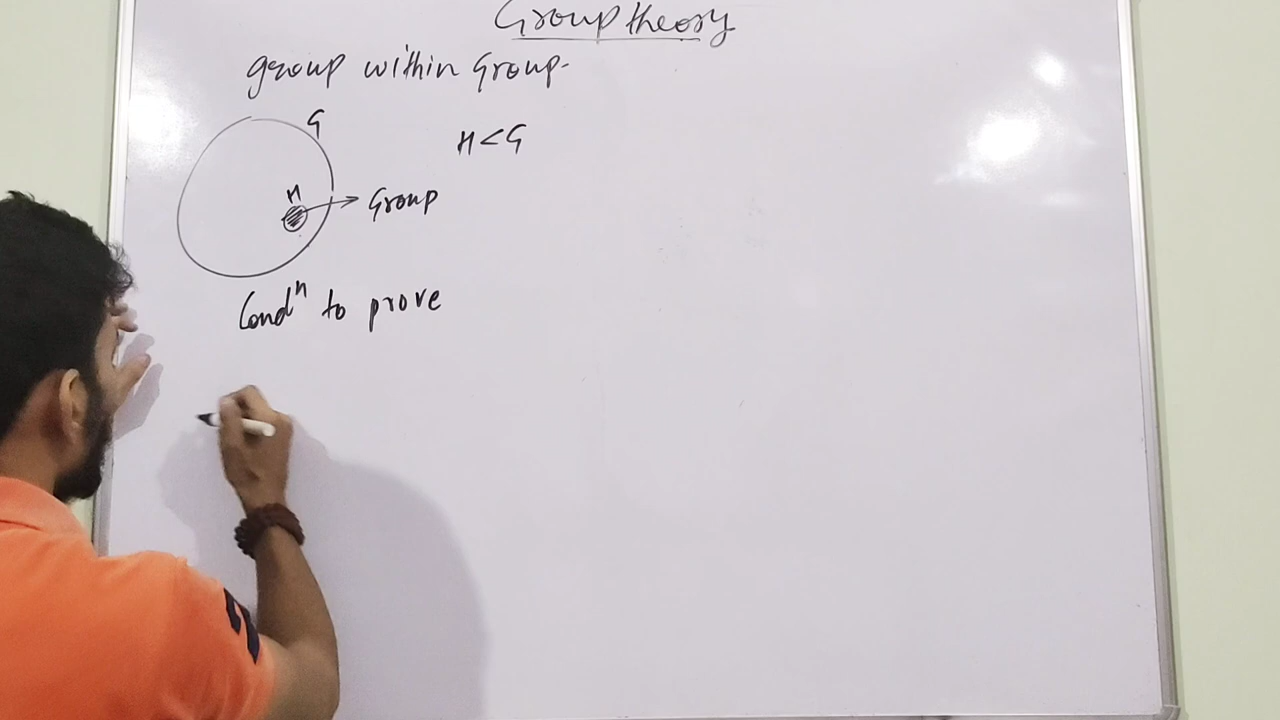 Group theory
group within Group.
G
H < G
H
Group
Condⁿ to prove